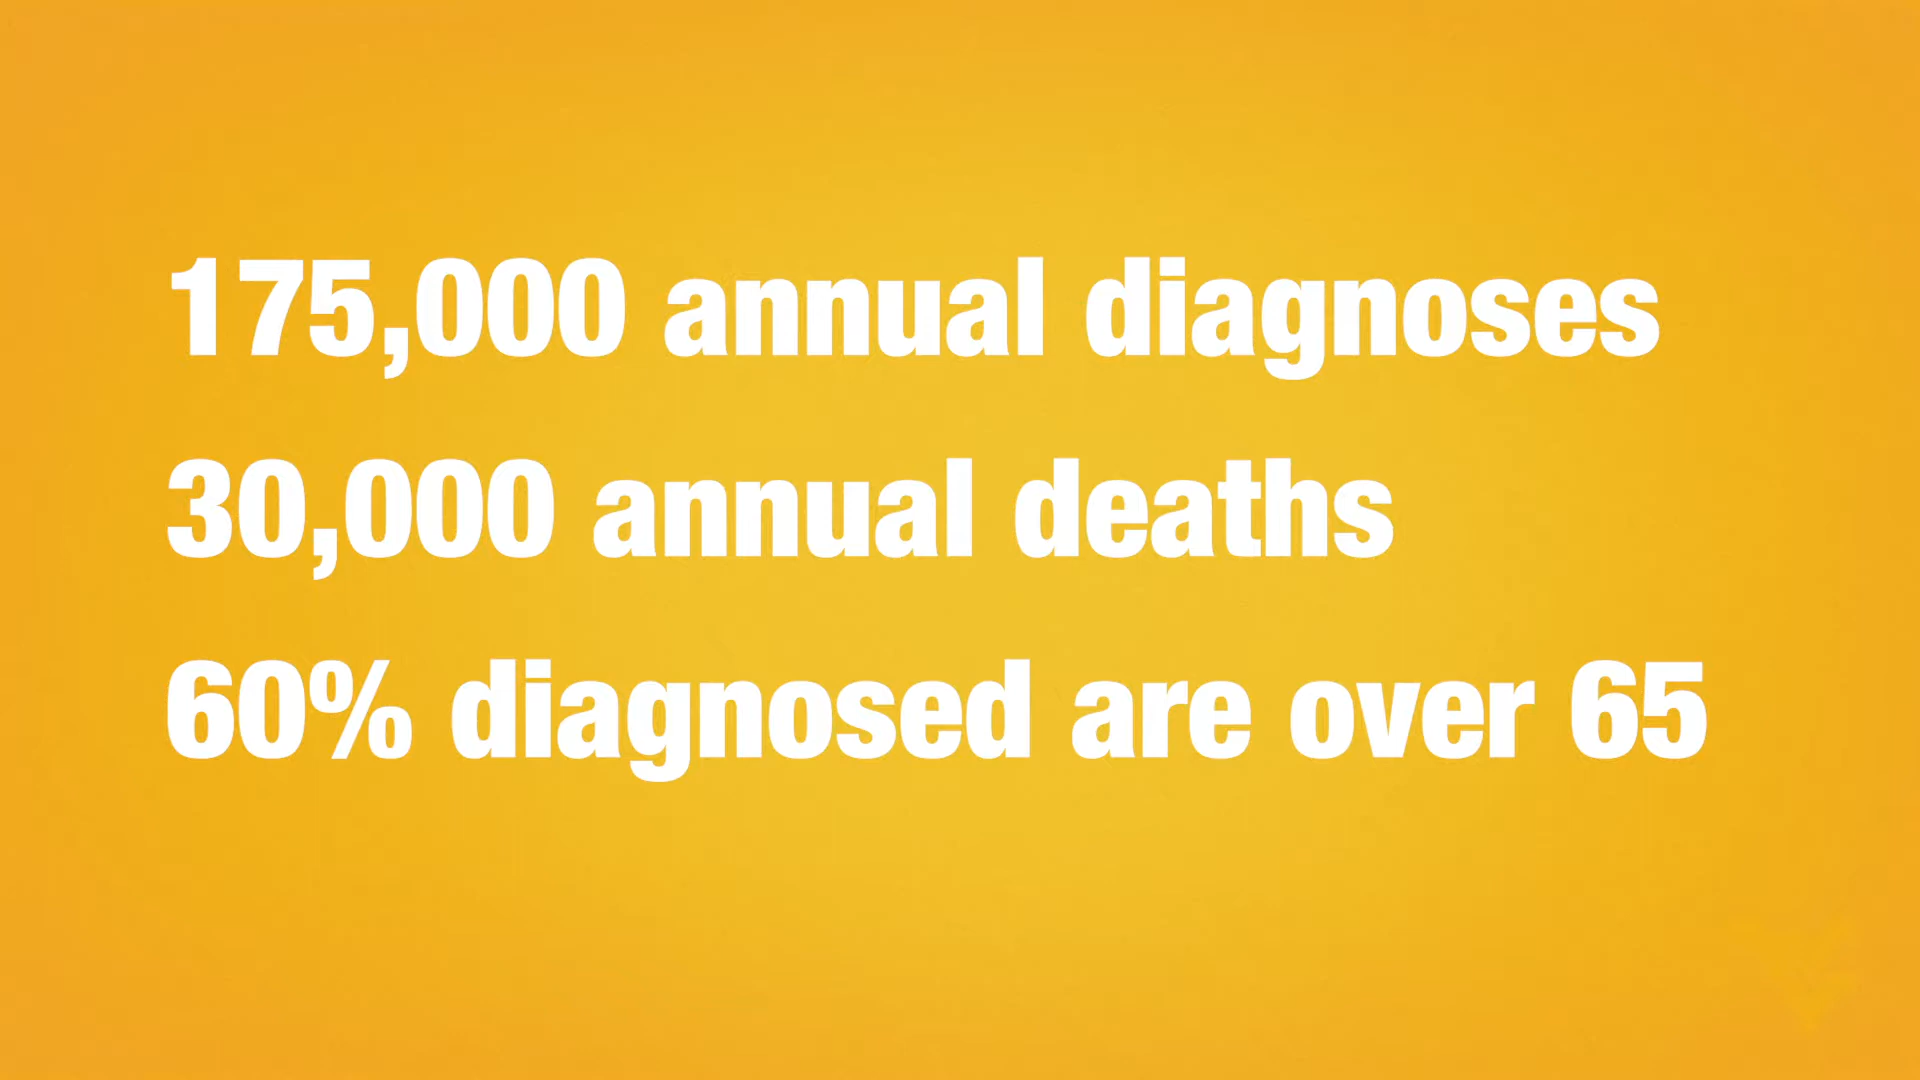 175,000 annual diagnoses
30,000 annual deaths
60% diagnosed are over 65